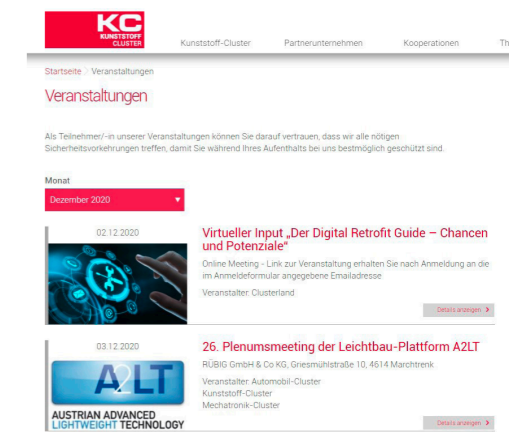 KC
KUNSTSTOFF
CLUSTER
Kunststoff-Cluster Partnerunternehmen Kooperationen Th
Startseite Veranstaltungen
Veranstaltungen
Als Teilnehmer/-in unserer Veranstaltungen können Sie darauf vertrauen, dass wir alle nötigen
Sicherheitsvorkehrungen treffen, damit Sie während Ihres Aufenthalts bei uns bestmöglich geschützt sind.
Monat
Dezember 2020
02.12.2020
Virtueller Input „Der Digital Retrofit Guide – Chancen
und Potenziale“
Online Meeting - Link zur Veranstaltung erhalten Sie nach Anmeldung an die
im Anmeldeformular angegebene Emailadresse
Veranstalter: Clusterland
Details anzeigen
03.12.2020
26. Plenumsmeeting der Leichtbau-Plattform A2LT
RÜBIG GmbH & Co KG, Griesmühlstraße 10, 4614 Marchtrenk
Veranstalter: Automobil-Cluster
Kunststoff-Cluster
Mechatronik-Cluster
A2LT
AUSTRIAN ADVANCED
LIGHTWEIGHT TECHNOLOGY
Details anzeigen